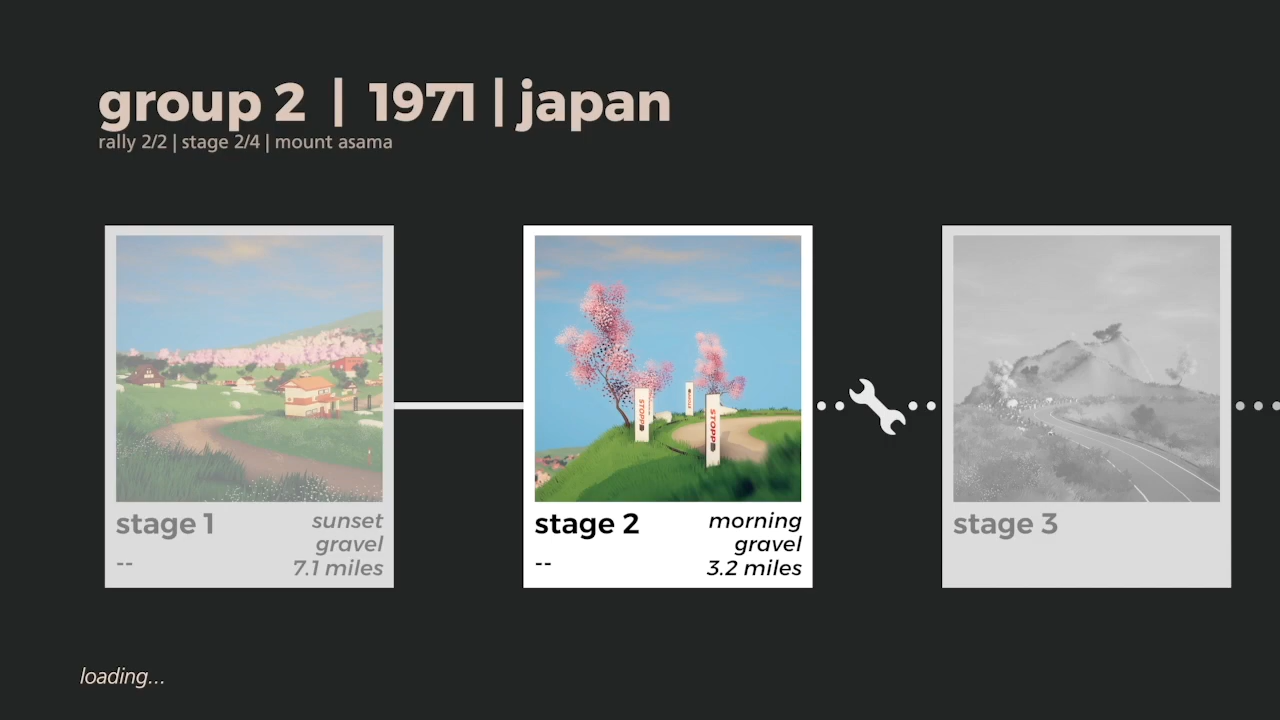 group 2 | 1971 | japan
rally 2/2 | stage 2/4 | mount asama
STOPP
STOPP
stage 1
sunset
gravel
--
7.1 miles
stage 2
morning
gravel
--
3.2 miles
stage 3
loading...